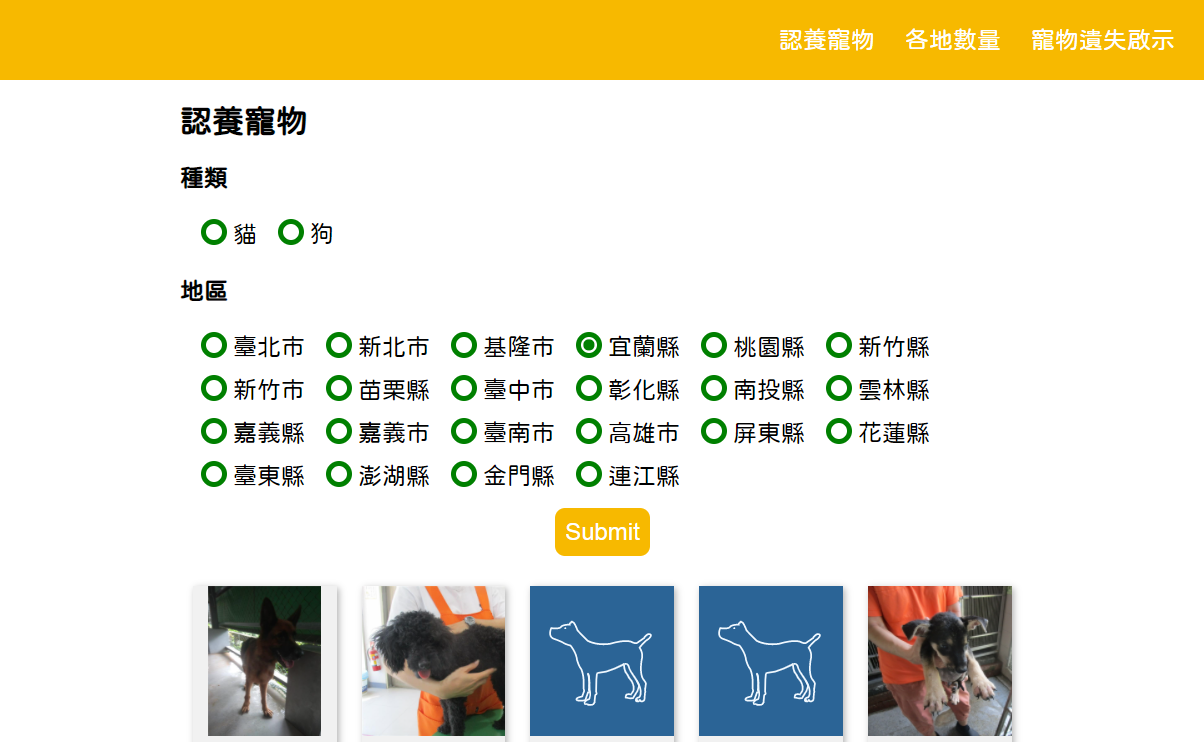 認養寵物 各地數量 寵物遺失啟示
認養寵物
種類
貓 狗
地區
臺北市 新北市 基隆市 宜蘭縣 桃園縣 新竹縣
新竹市 苗栗縣 臺中市 彰化縣 南投縣 雲林縣
嘉義縣 嘉義市 臺南市 高雄市 屏東縣 花蓮縣
臺東縣 澎湖縣 金門縣 連江縣
Submit